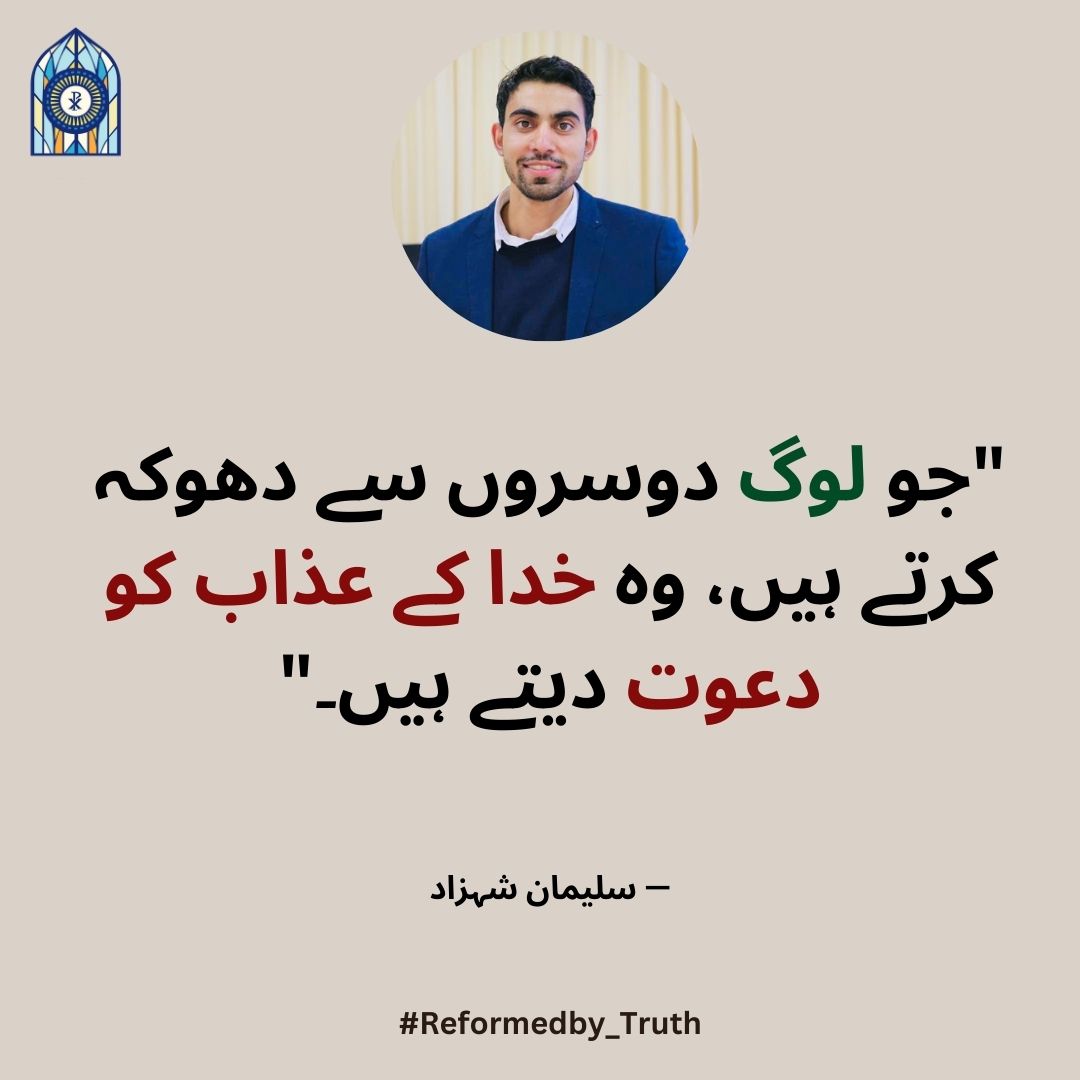 "جو لوگ دوسروں سے دھوکہ
کرتے ہیں، وہ خدا کے عذاب کو
دعوت دیتے ہیں۔"
— سلیمان شہزاد
#Reformedby_Truth